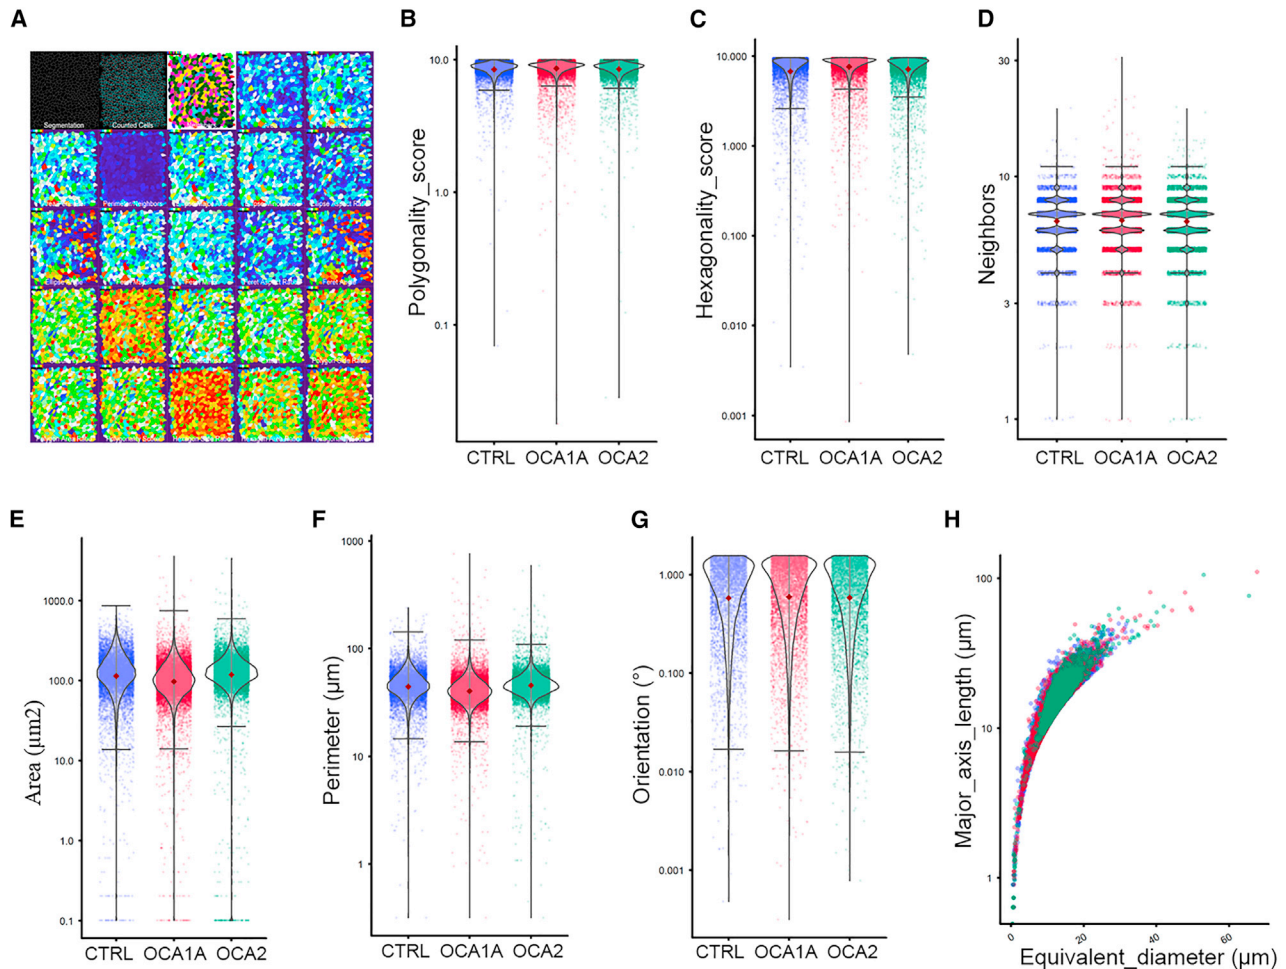 A
Segmentation
Counted Cells
Perimeter/Neighbors
B
Polygonality_score
10.0
1.0
0.1
CTRL OCA1A OCA2
C
Hexagonality_score
10.000
1.000
0.100
0.010
0.001
CTRL OCA1A OCA2
D
Neighbors
30
10
3
1
CTRL OCA1A OCA2
E
Area (µm2)
1000.0
100.0
10.0
1.0
0.1
CTRL OCA1A OCA2
F
Perimeter (µm)
1000
100
10
1
CTRL OCA1A OCA2
G
Orientation (°)
1.000
0.100
0.010
0.001
CTRL OCA1A OCA2
H
Major_axis_length (µm)
100
10
1
0 20 40 60
Equivalent_diameter (µm)